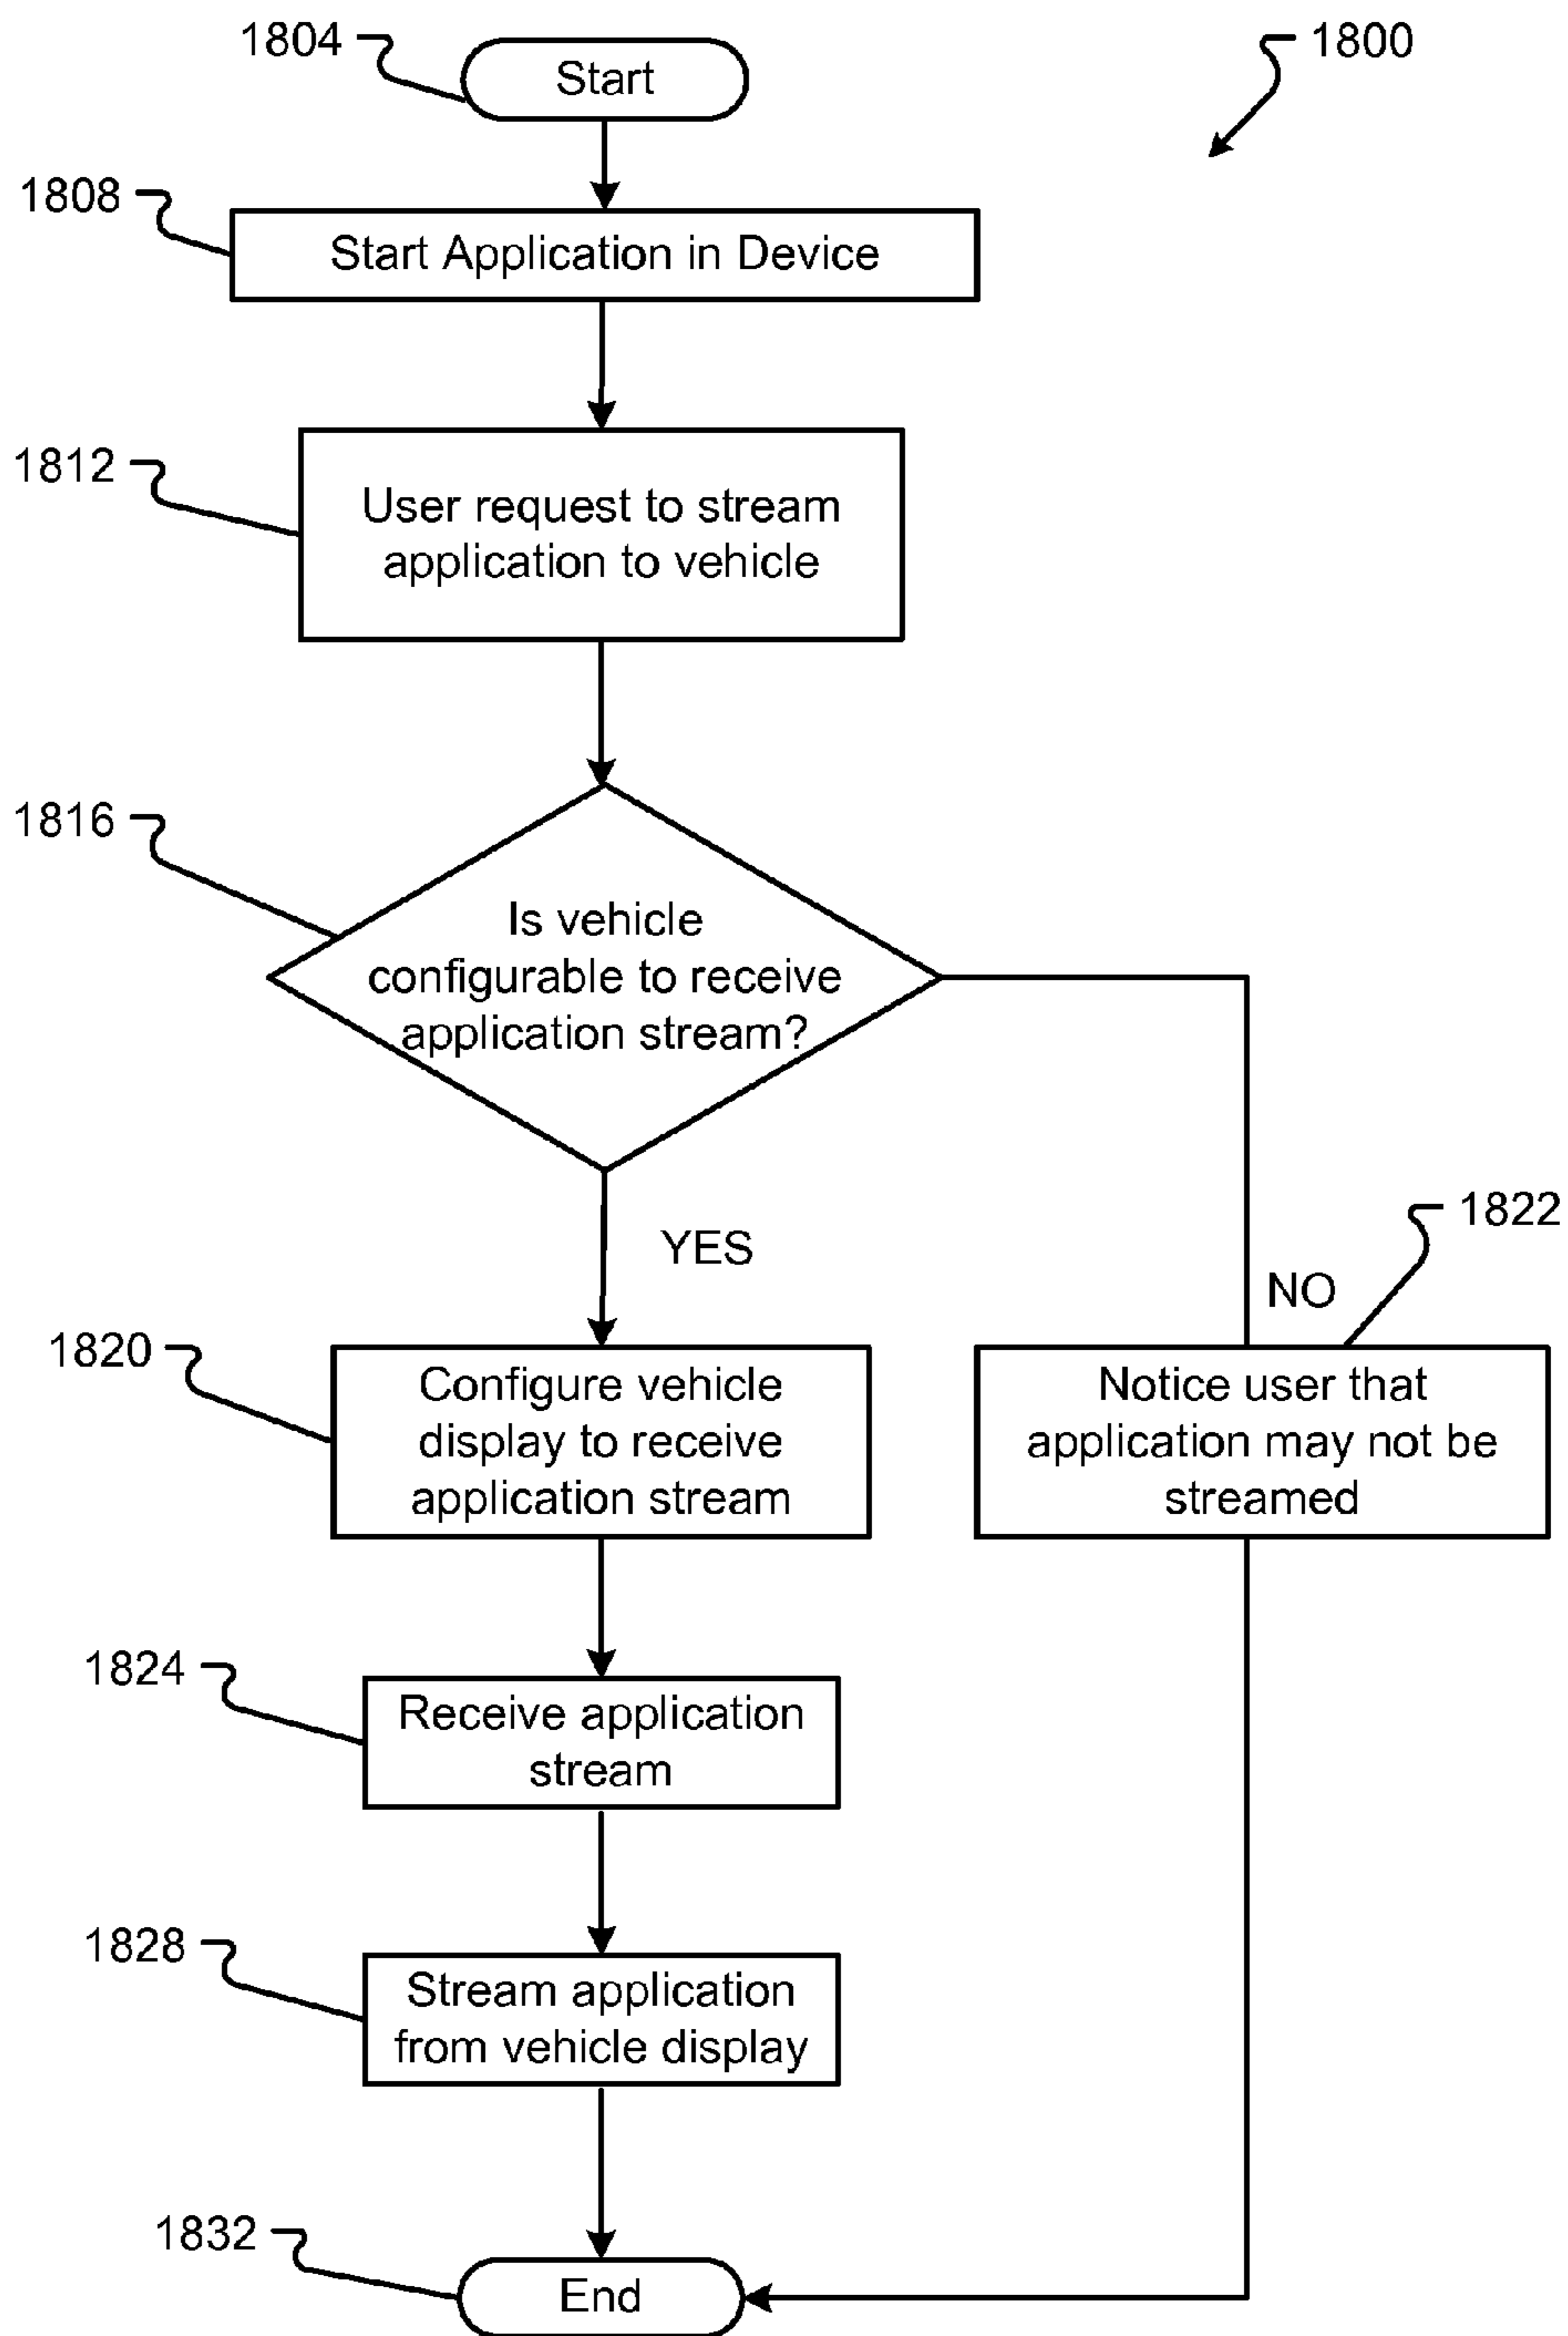 1804
Start
1800
1808
Start Application in Device
1812
User request to stream
application to vehicle
1816
Is vehicle
configurable to receive
application stream?
YES
1822
NO
1820
Configure vehicle
display to receive
application stream
Notice user that
application may not be
streamed
1824
Receive application
stream
1828
Stream application
from vehicle display
1832
End